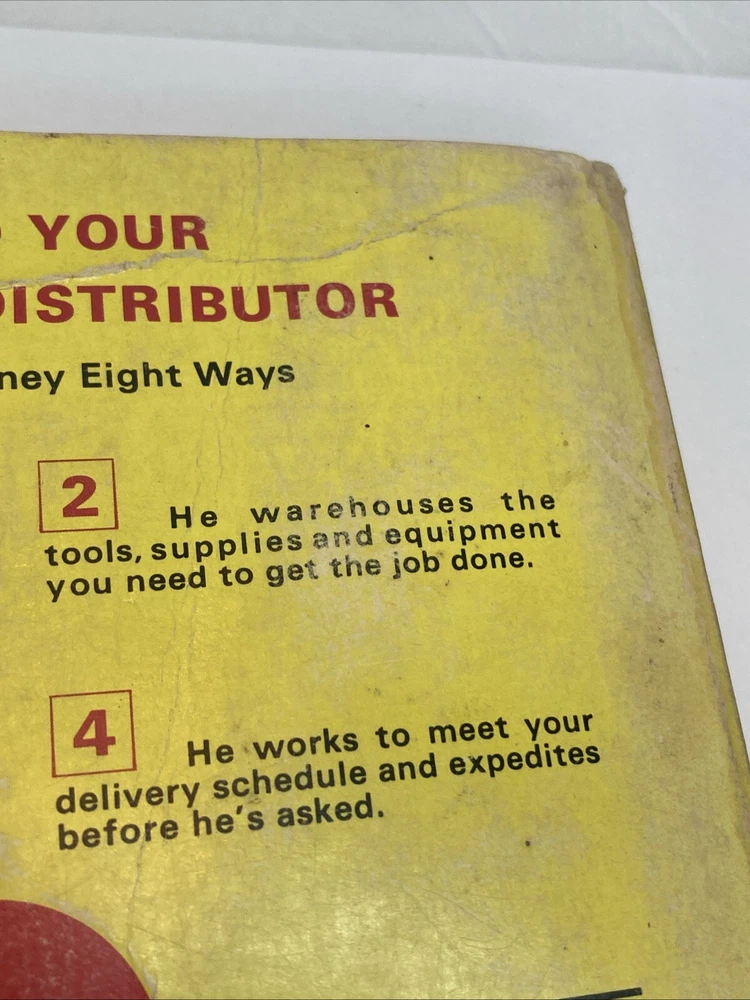 YOUR
DISTRIBUTOR
ney Eight Ways
2
He warehouses the
tools, supplies and equipment
you need to get the job done.
4
He works to meet your
delivery schedule and expedites
before he's asked.